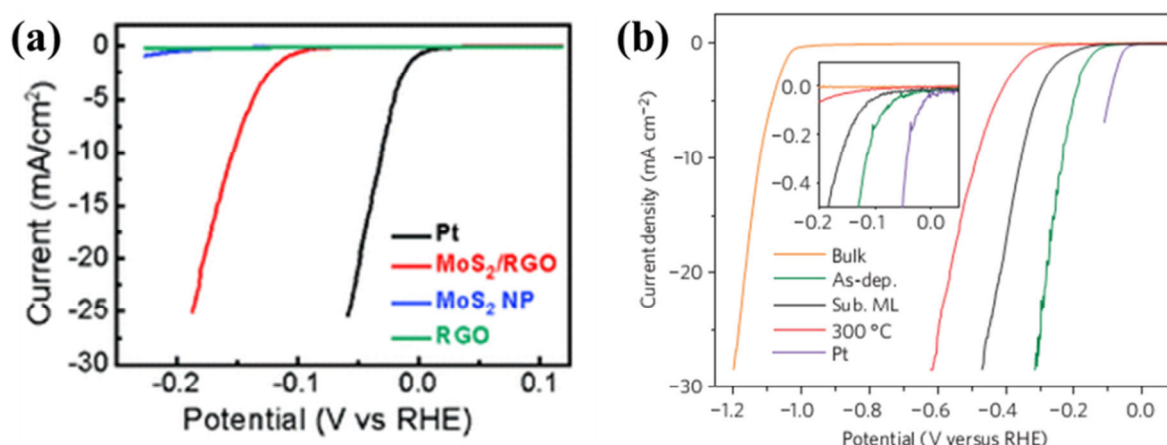 (a)
0
-5
-10
-15
-20
-25
-30
Current (mA/cm²)
Pt
MoS₂/RGO
MoS₂ NP
RGO
-0.2
-0.1
0.0
0.1
Potential (V vs RHE)
(b)
0
−10
−20
−30
Current density (mA cm⁻²)
0.0
−0.2
−0.4
−0.2
−0.1
0.0
Bulk
As-dep.
Sub. ML
300 °C
Pt
−1.2
−1.0
−0.8
−0.6
−0.4
−0.2
0.0
Potential (V versus RHE)